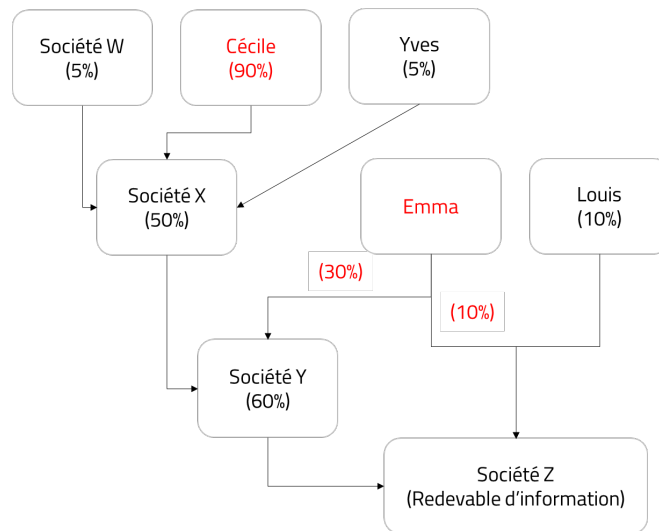 Société W
(5%)
Cécile
(90%)
Yves
(5%)
Société X
(50%)
Emma
Louis
(10%)
(30%)
(10%)
Société Y
(60%)
Société Z
(Redevable d’information)